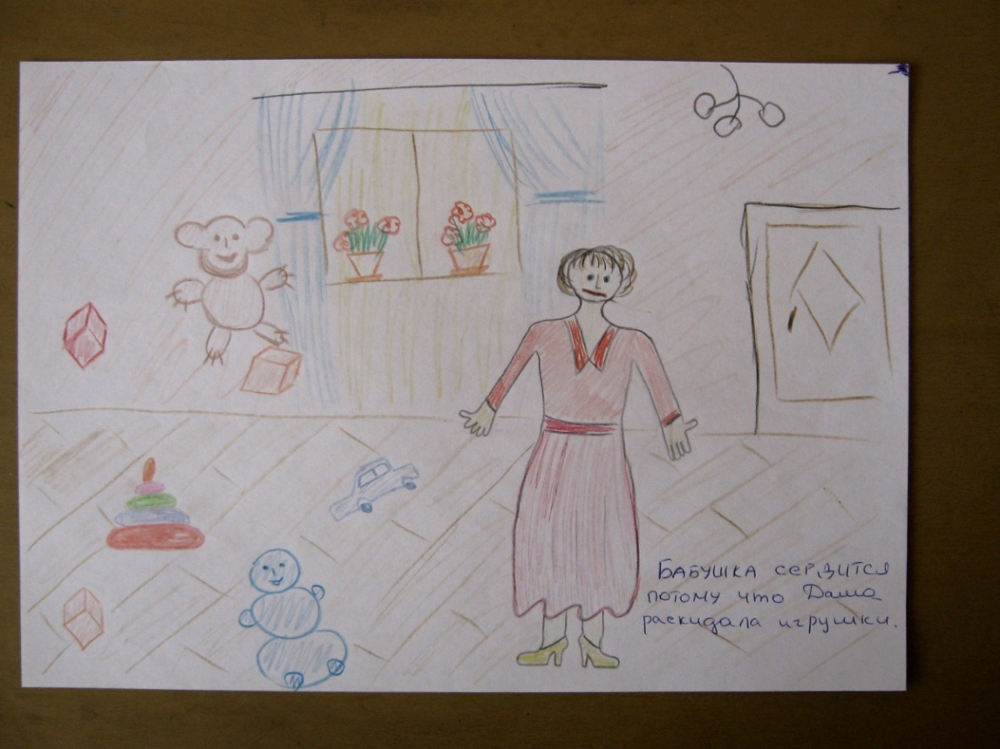 Бабушка сердится
потому что Даша
раскидала игрушки.